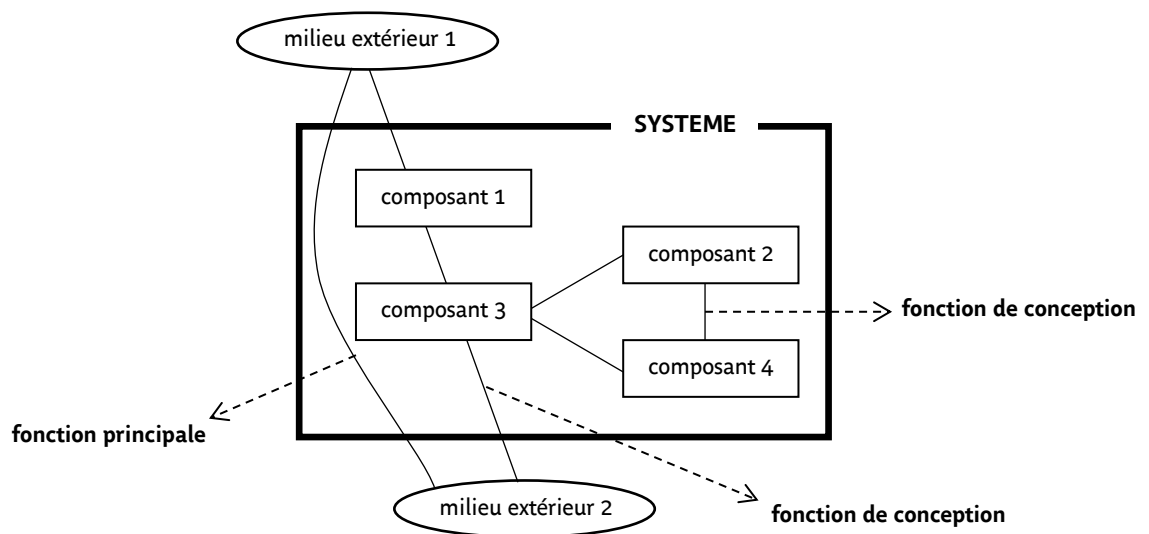 milieu extérieur 1
SYSTEME
composant 1
composant 2
composant 3
fonction de conception
composant 4
fonction principale
milieu extérieur 2
fonction de conception